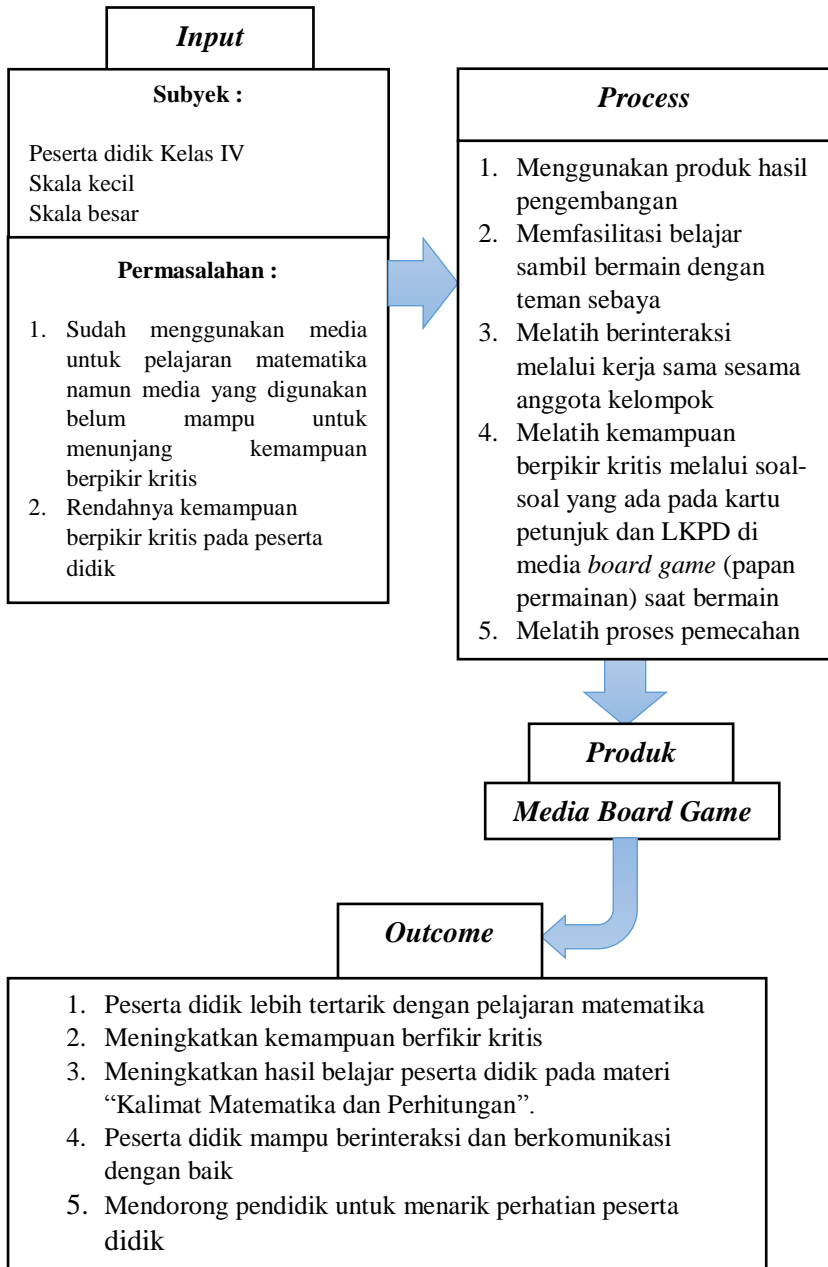 Input
Subyek :
Peserta didik Kelas IV
Skala kecil
Skala besar
Permasalahan :
1. Sudah menggunakan media
untuk pelajaran matematika
namun media yang digunakan
belum mampu untuk
menunjang kemampuan
berpikir kritis
2. Rendahnya kemampuan
berpikir kritis pada peserta
didik
Process
1. Menggunakan produk hasil
pengembangan
2. Memfasilitasi belajar
sambil bermain dengan
teman sebaya
3. Melatih berinteraksi
melalui kerja sama sesama
anggota kelompok
4. Melatih kemampuan
berpikir kritis melalui soal-
soal yang ada pada kartu
petunjuk dan LKPD di
media board game (papan
permainan) saat bermain
5. Melatih proses pemecahan
Produk
Media Board Game
Outcome
1. Peserta didik lebih tertarik dengan pelajaran matematika
2. Meningkatkan kemampuan berfikir kritis
3. Meningkatkan hasil belajar peserta didik pada materi
“Kalimat Matematika dan Perhitungan”.
4. Peserta didik mampu berinteraksi dan berkomunikasi
dengan baik
5. Mendorong pendidik untuk menarik perhatian peserta
didik